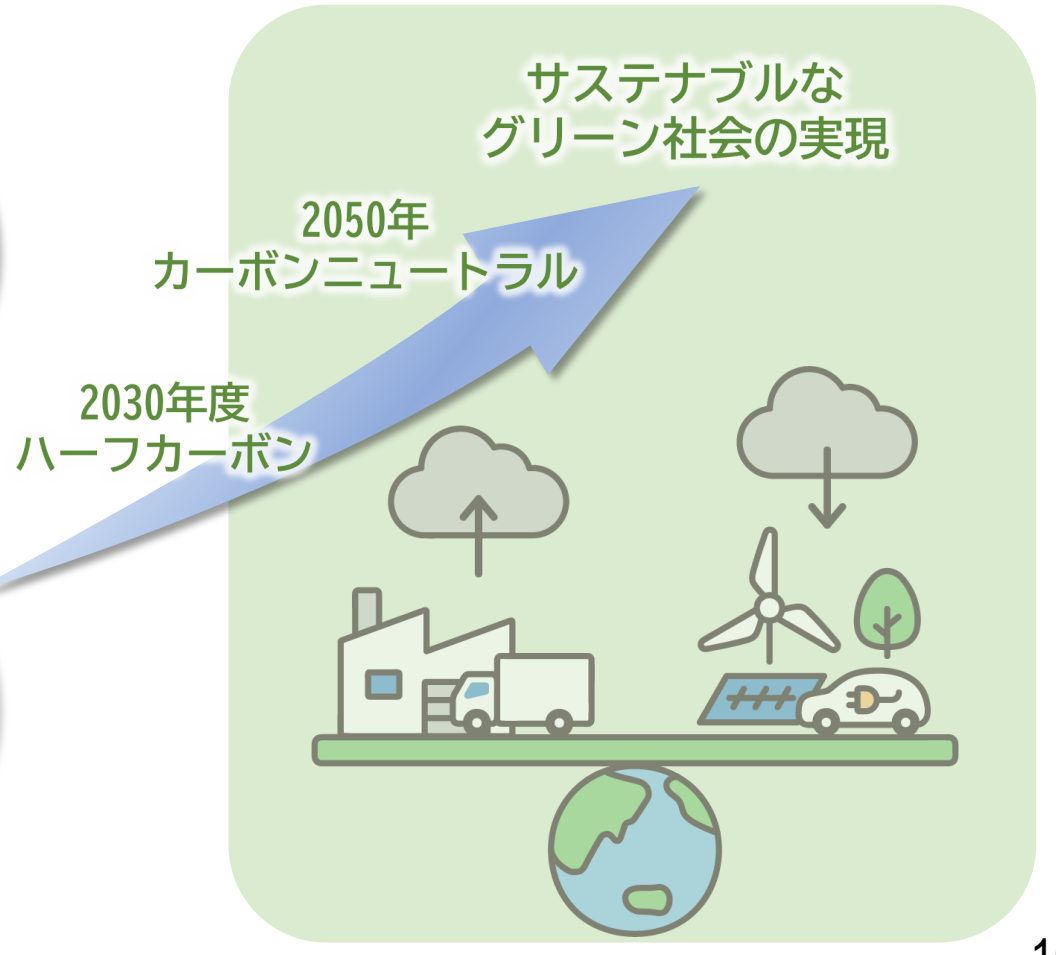 サステナブルな
グリーン社会の実現
2050年
カーボンニュートラル
2030年度
ハーフカーボン